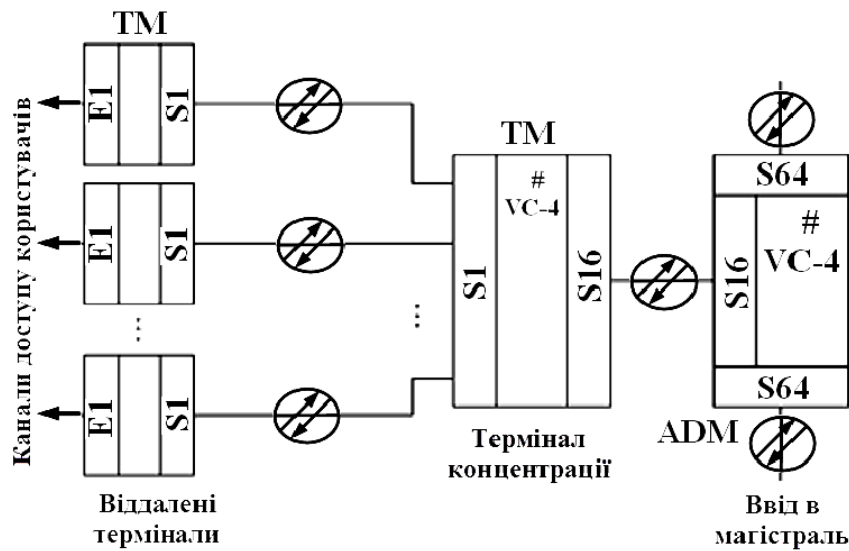 TM
E1
S1
E1
S1
...
E1
S1
Канали доступу користувачів
Віддалені
термінали
...
TM
S1
#
VC-4
S16
Термінал
концентрації
S64
S16
#
VC-4
S64
ADM
Ввід в
магістраль